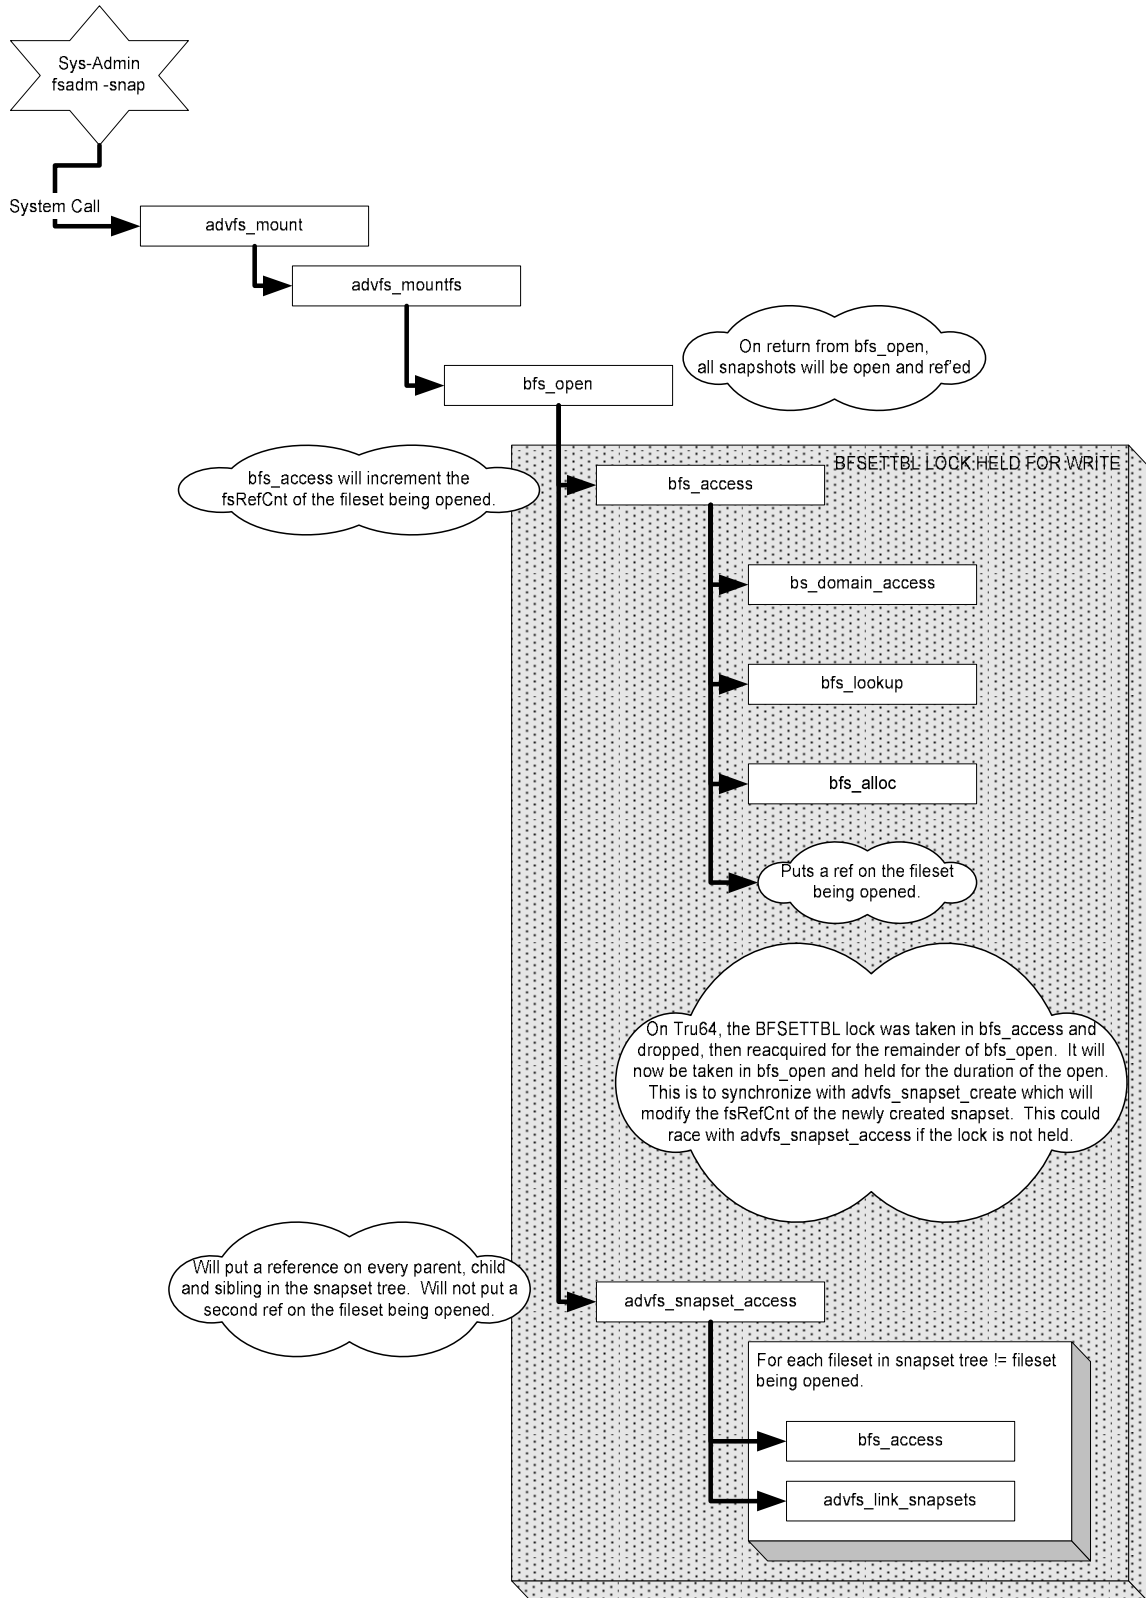 Sys-Admin
fsadm -snap
System Call
advfs_mount
advfs_mountfs
On return from bfs_open,
all snapshots will be open and ref'ed
bfs_open
BFSETTBL LOCK HELD FOR WRITE
bfs_access will increment the
fsRefCnt of the fileset being opened.
bfs_access
bs_domain_access
bfs_lookup
bfs_alloc
Puts a ref on the fileset
being opened.
On Tru64, the BFSETTBL lock was taken in bfs_access and
dropped, then reacquired for the remainder of bfs_open.  It will
now be taken in bfs_open and held for the duration of the open.
This is to synchronize with advfs_snapset_create which will
modify the fsRefCnt of the newly created snapset.  This could
race with advfs_snapset_access if the lock is not held.
Will put a reference on every parent, child
and sibling in the snapset tree.  Will not put a
second ref on the fileset being opened.
advfs_snapset_access
For each fileset in snapset tree != fileset
being opened.
bfs_access
advfs_link_snapsets